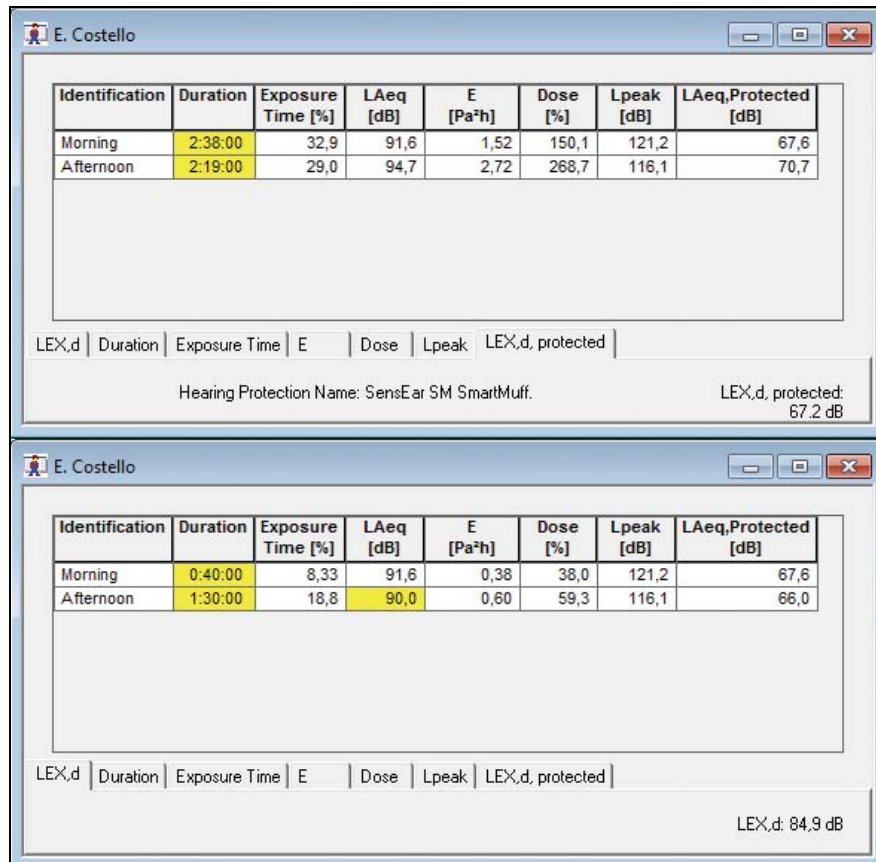 E. Costello
Identification Duration Exposure Time [%] LAeq [dB] E [Pa²h] Dose [%] Lpeak [dB] LAeq,Protected [dB]
Morning 2:38:00 32,9 91,6 1,52 150,1 121,2 67,6
Afternoon 2:19:00 29,0 94,7 2,72 268,7 116,1 70,7
LEX,d Duration Exposure Time E Dose Lpeak LEX,d, protected
Hearing Protection Name: SensEar SM SmartMuff. LEX,d, protected:
67.2 dB
E. Costello
Identification Duration Exposure Time [%] LAeq [dB] E [Pa²h] Dose [%] Lpeak [dB] LAeq,Protected [dB]
Morning 0:40:00 8,33 91,6 0,38 38,0 121,2 67,6
Afternoon 1:30:00 18,8 90,0 0,60 59,3 116,1 66,0
LEX,d Duration Exposure Time E Dose Lpeak LEX,d, protected
LEX,d: 84,9 dB